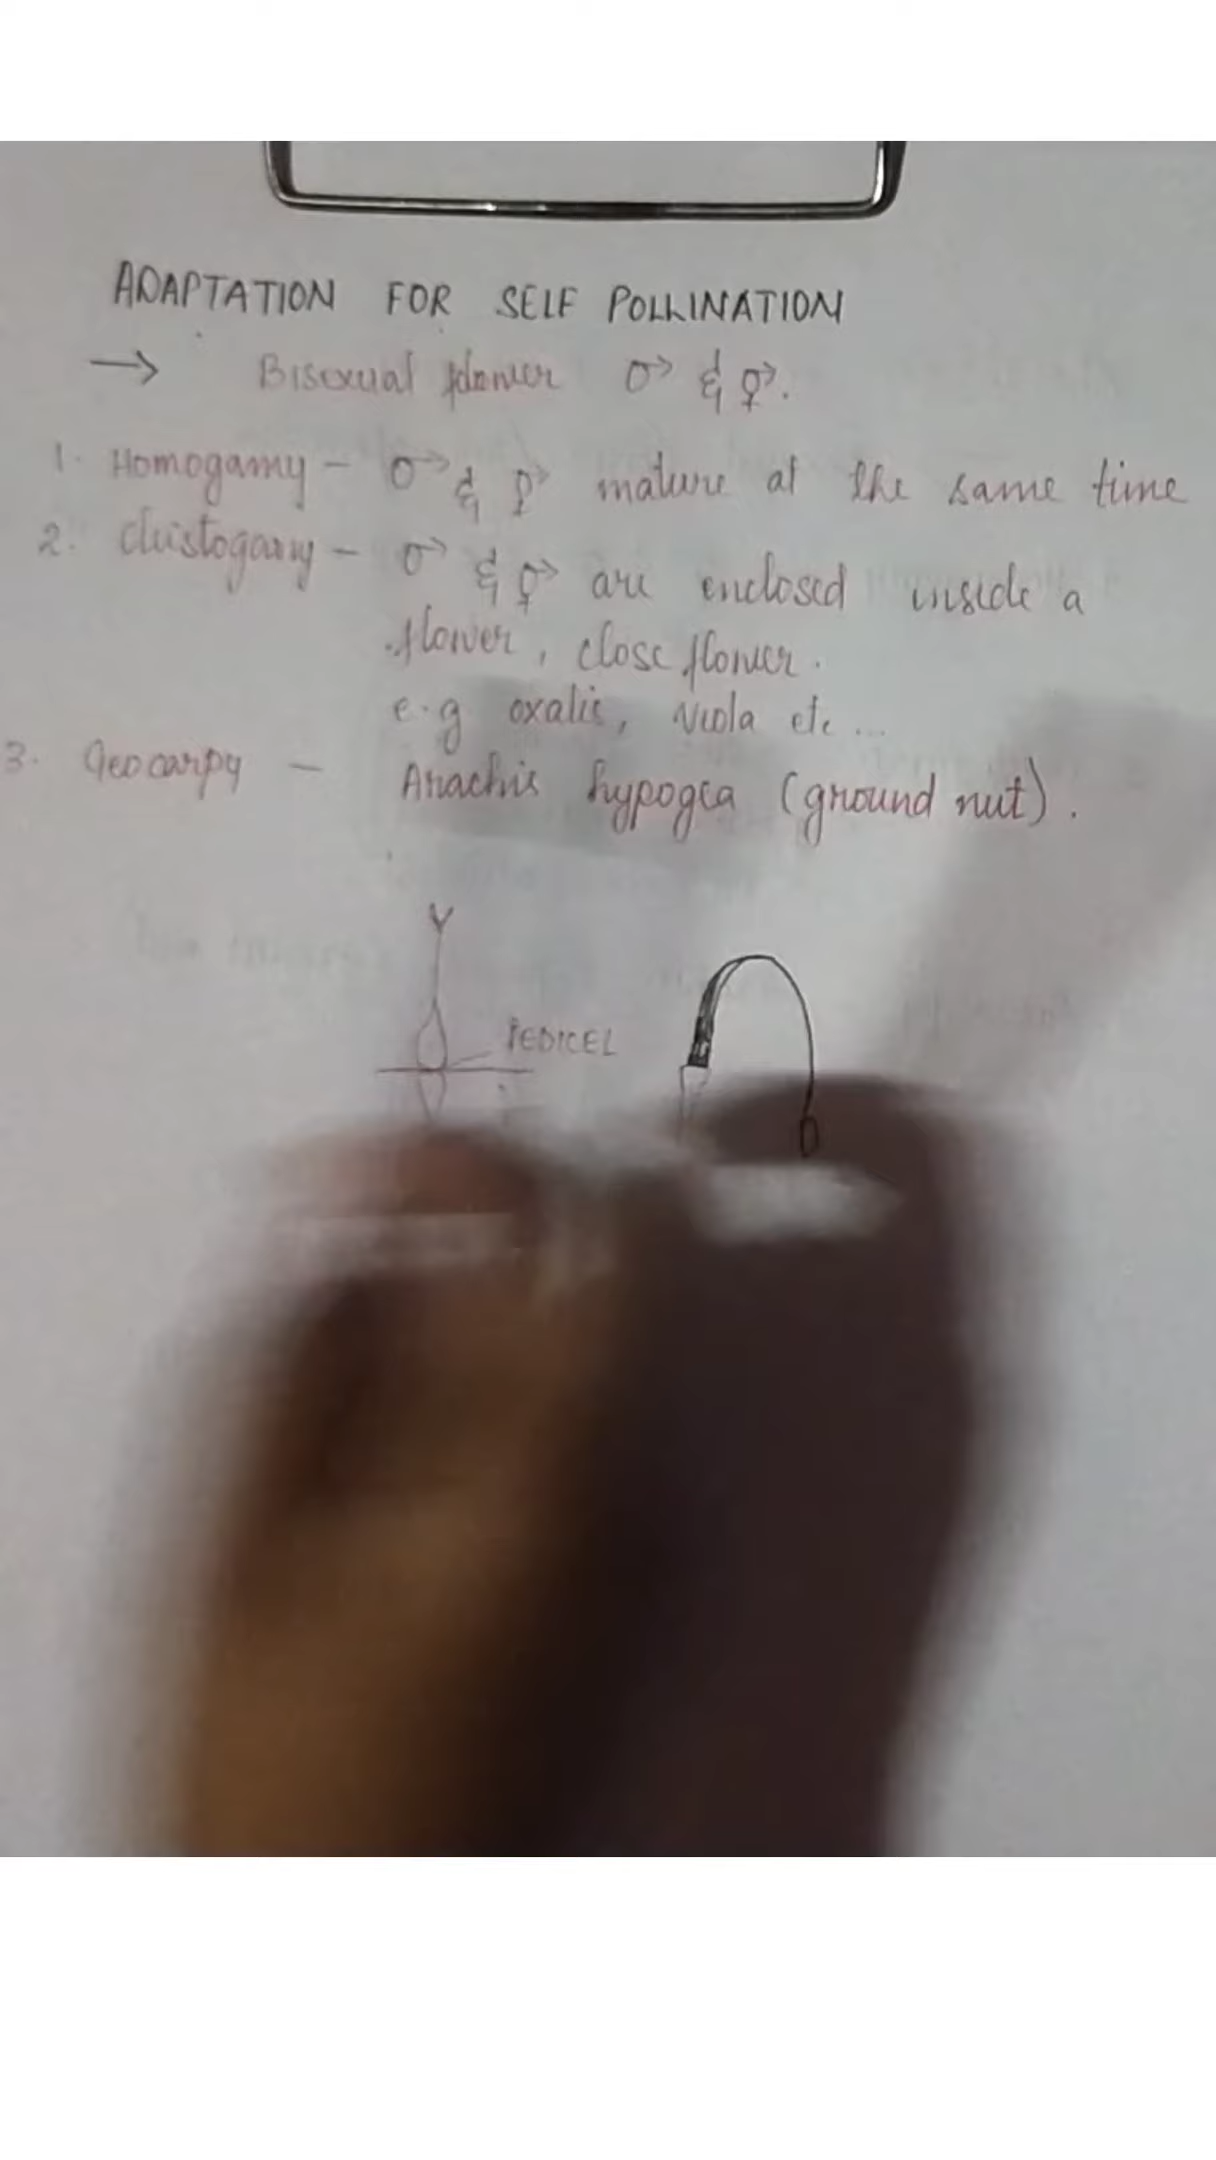 ADAPTATION FOR SELF POLLINATION
→ Bisexual flower ♂ & ⚥.
1. Homogamy – ♂ & ⚥ mature at the same time
2. Cleistogamy – ♂ & ⚥ are enclosed inside a
flower, close flower.
e.g oxalis, Viola etc ...
3. Geocarpy – Arachis hypogea (ground nut).
PEDICEL